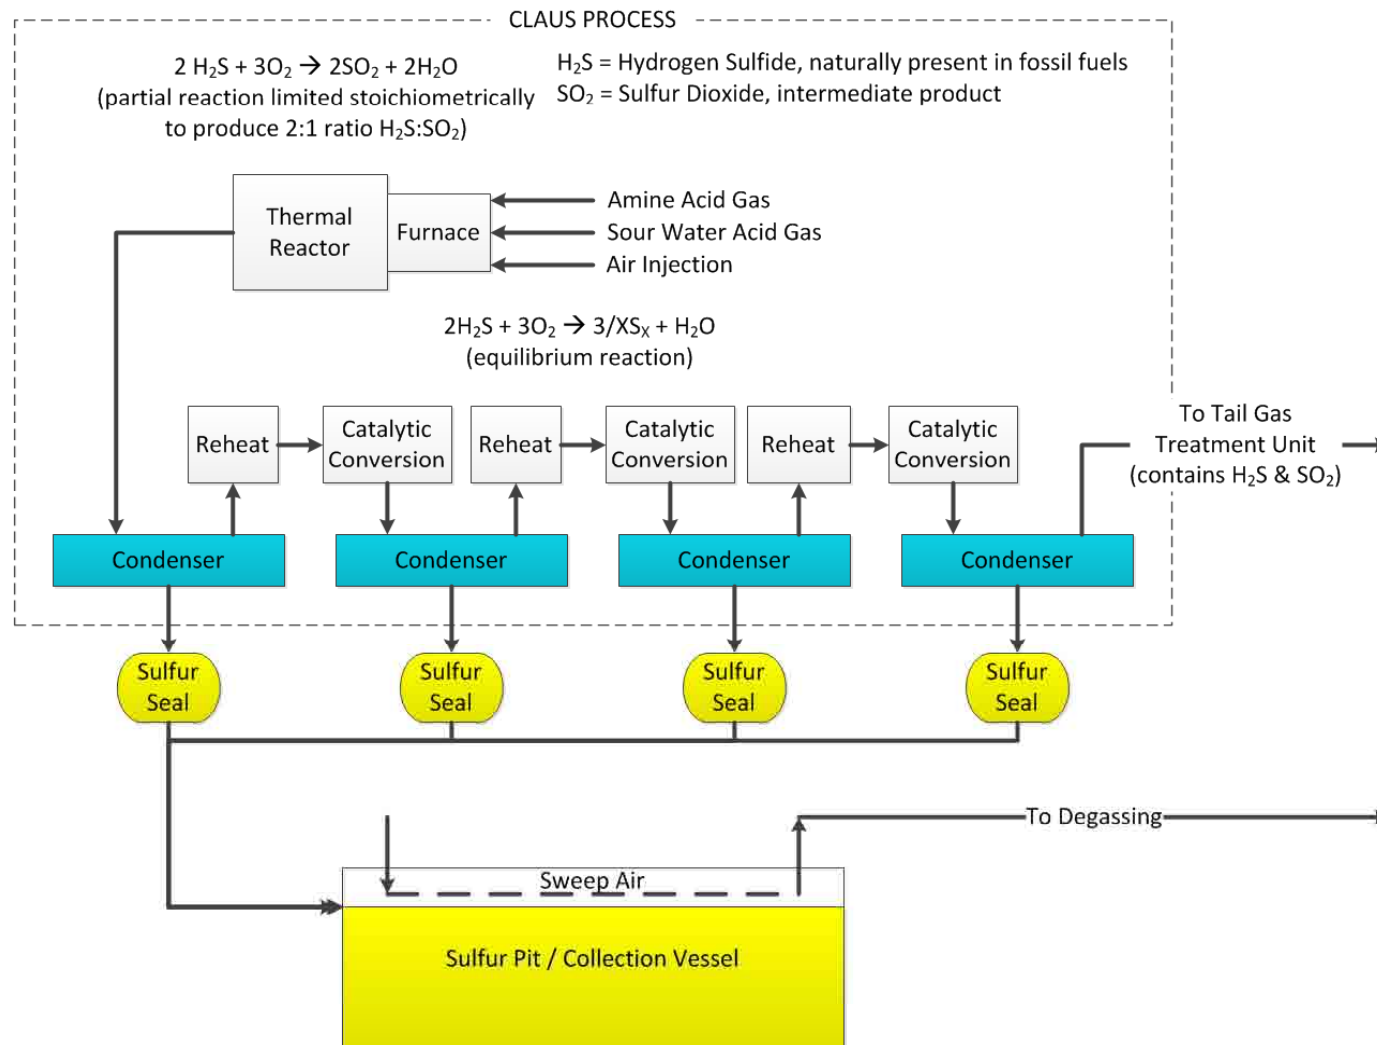 CLAUS PROCESS
2 H₂S + 3O₂ → 2SO₂ + 2H₂O
(partial reaction limited stoichiometrically
to produce 2:1 ratio H₂S:SO₂)
H₂S = Hydrogen Sulfide, naturally present in fossil fuels
SO₂ = Sulfur Dioxide, intermediate product
Thermal
Reactor
Furnace
Amine Acid Gas
Sour Water Acid Gas
Air Injection
2H₂S + 3O₂ → 3/XSₓ + H₂O
(equilibrium reaction)
Reheat
Catalytic
Conversion
Reheat
Catalytic
Conversion
Reheat
Catalytic
Conversion
To Tail Gas
Treatment Unit
(contains H₂S & SO₂)
Condenser
Condenser
Condenser
Condenser
Sulfur
Seal
Sulfur
Seal
Sulfur
Seal
Sulfur
Seal
To Degassing
Sweep Air
Sulfur Pit / Collection Vessel